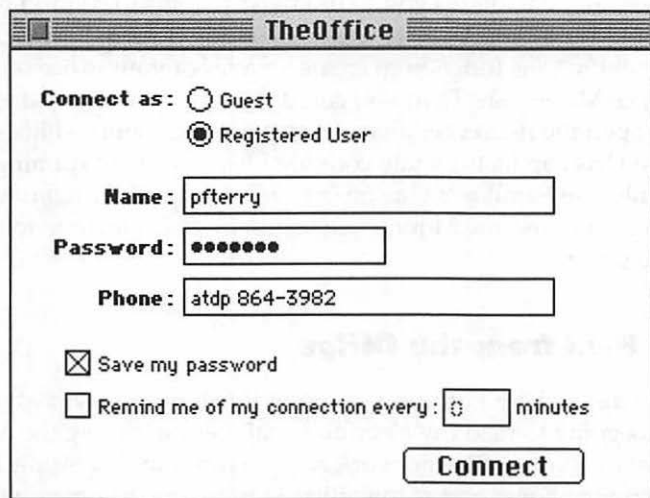 TheOffice
Connect as: Guest
Registered User
Name: pfterry
Password: •••••••
Phone: atdp 864-3982
Save my password
Remind me of my connection every: 0 minutes
Connect